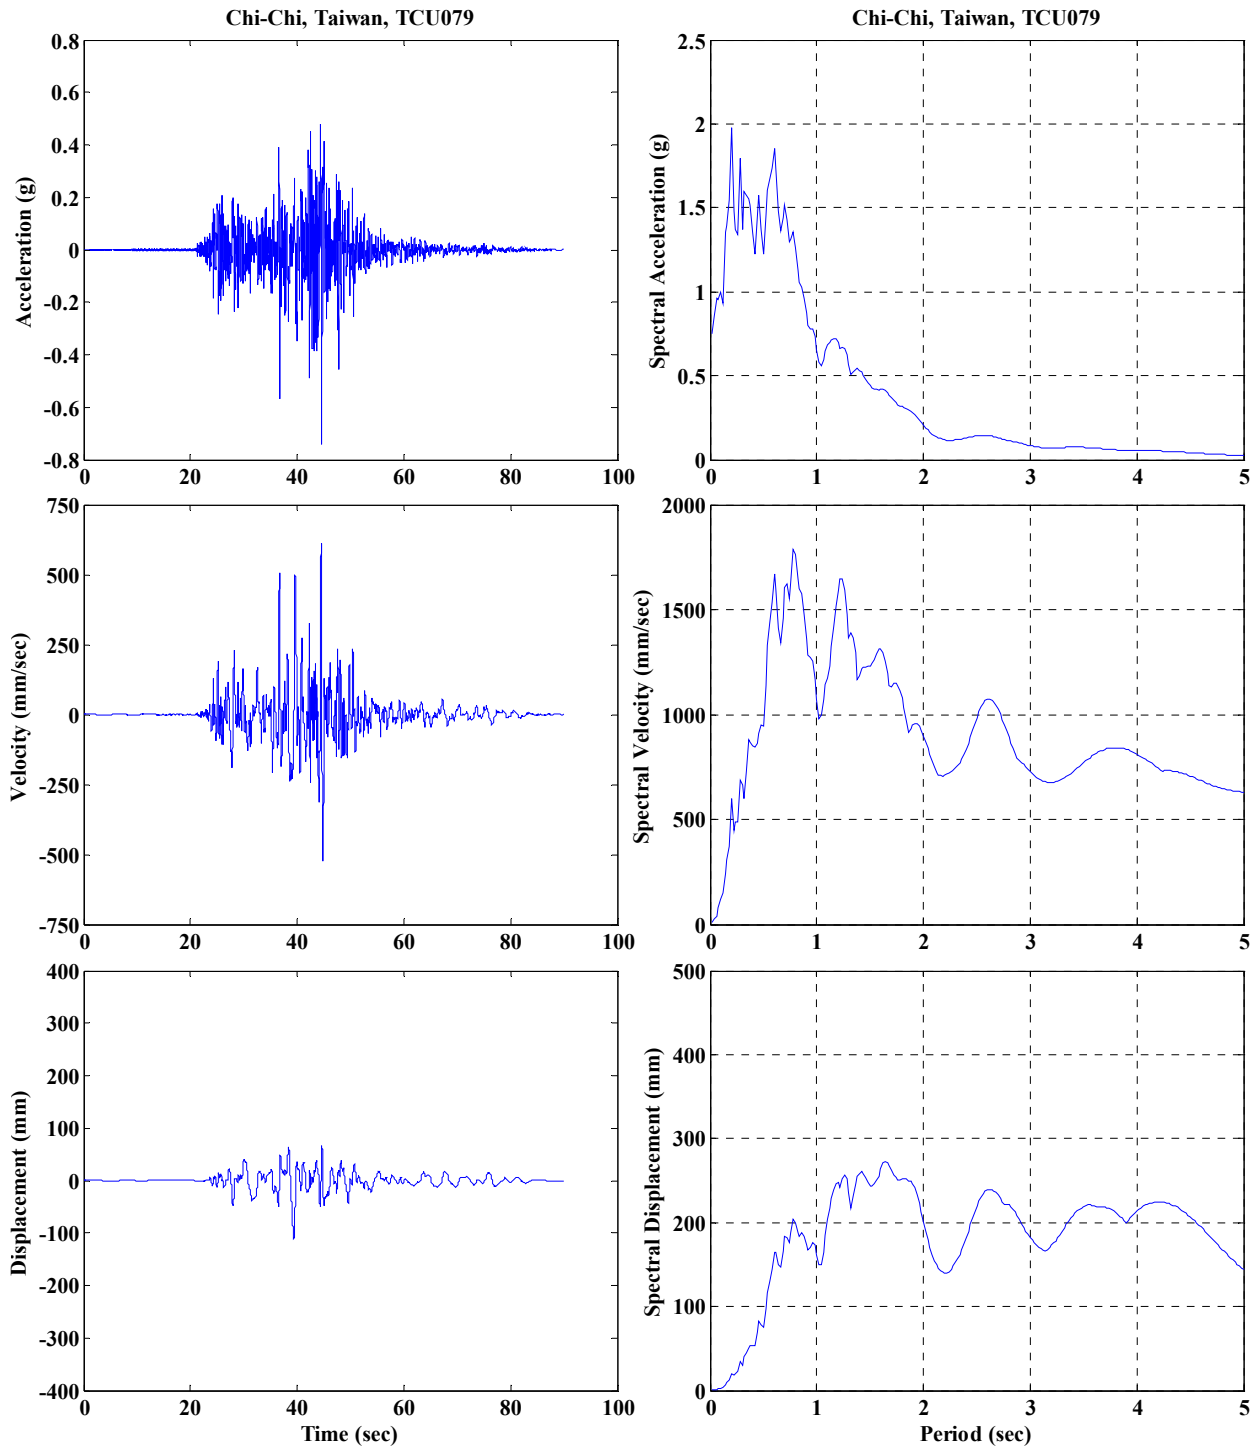 Chi-Chi, Taiwan, TCU079
Acceleration (g)
0.8
0.6
0.4
0.2
0
-0.2
-0.4
-0.6
-0.8
0 20 40 60 80 100
Chi-Chi, Taiwan, TCU079
Spectral Acceleration (g)
2.5
2
1.5
1
0.5
0
0 1 2 3 4 5
Velocity (mm/sec)
750
500
250
0
-250
-500
-750
0 20 40 60 80 100
Spectral Velocity (mm/sec)
2000
1500
1000
500
0
0 1 2 3 4 5
Displacement (mm)
400
300
200
100
0
-100
-200
-300
-400
0 20 40 60 80 100
Time (sec)
Spectral Displacement (mm)
500
400
300
200
100
0
0 1 2 3 4 5
Period (sec)